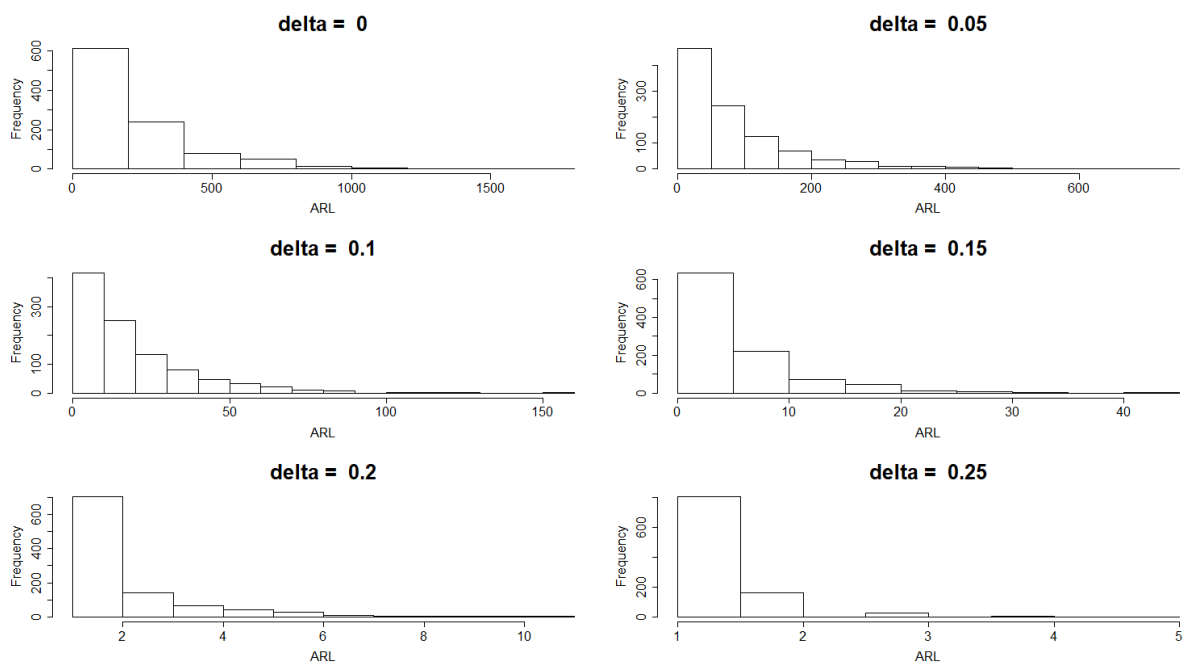 delta =  0
Frequency
0 200 400 600
0 500 1000 1500
ARL
delta =  0.05
Frequency
0 100 300
0 200 400 600
ARL
delta =  0.1
Frequency
0 100 300
0 50 100 150
ARL
delta =  0.15
Frequency
0 200 400 600
0 10 20 30 40
ARL
delta =  0.2
Frequency
0 200 400 600
2 4 6 8 10
ARL
delta =  0.25
Frequency
0 200 600
1 2 3 4 5
ARL